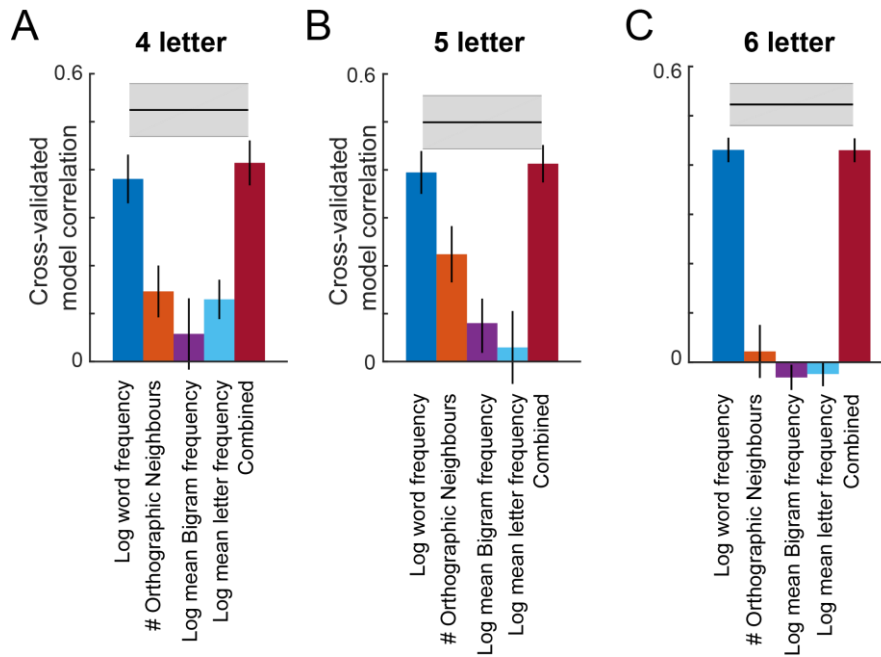 A
4 letter
0.6
0
Cross-validated
model correlation
Log word frequency
# Orthographic Neighbours
Log mean Bigram frequency
Log mean letter frequency
Combined
B
5 letter
0.6
0
Cross-validated
model correlation
Log word frequency
# Orthographic Neighbours
Log mean Bigram frequency
Log mean letter frequency
Combined
C
6 letter
0.6
0
Log word frequency
# Orthographic Neighbours
Log mean Bigram frequency
Log mean letter frequency
Combined